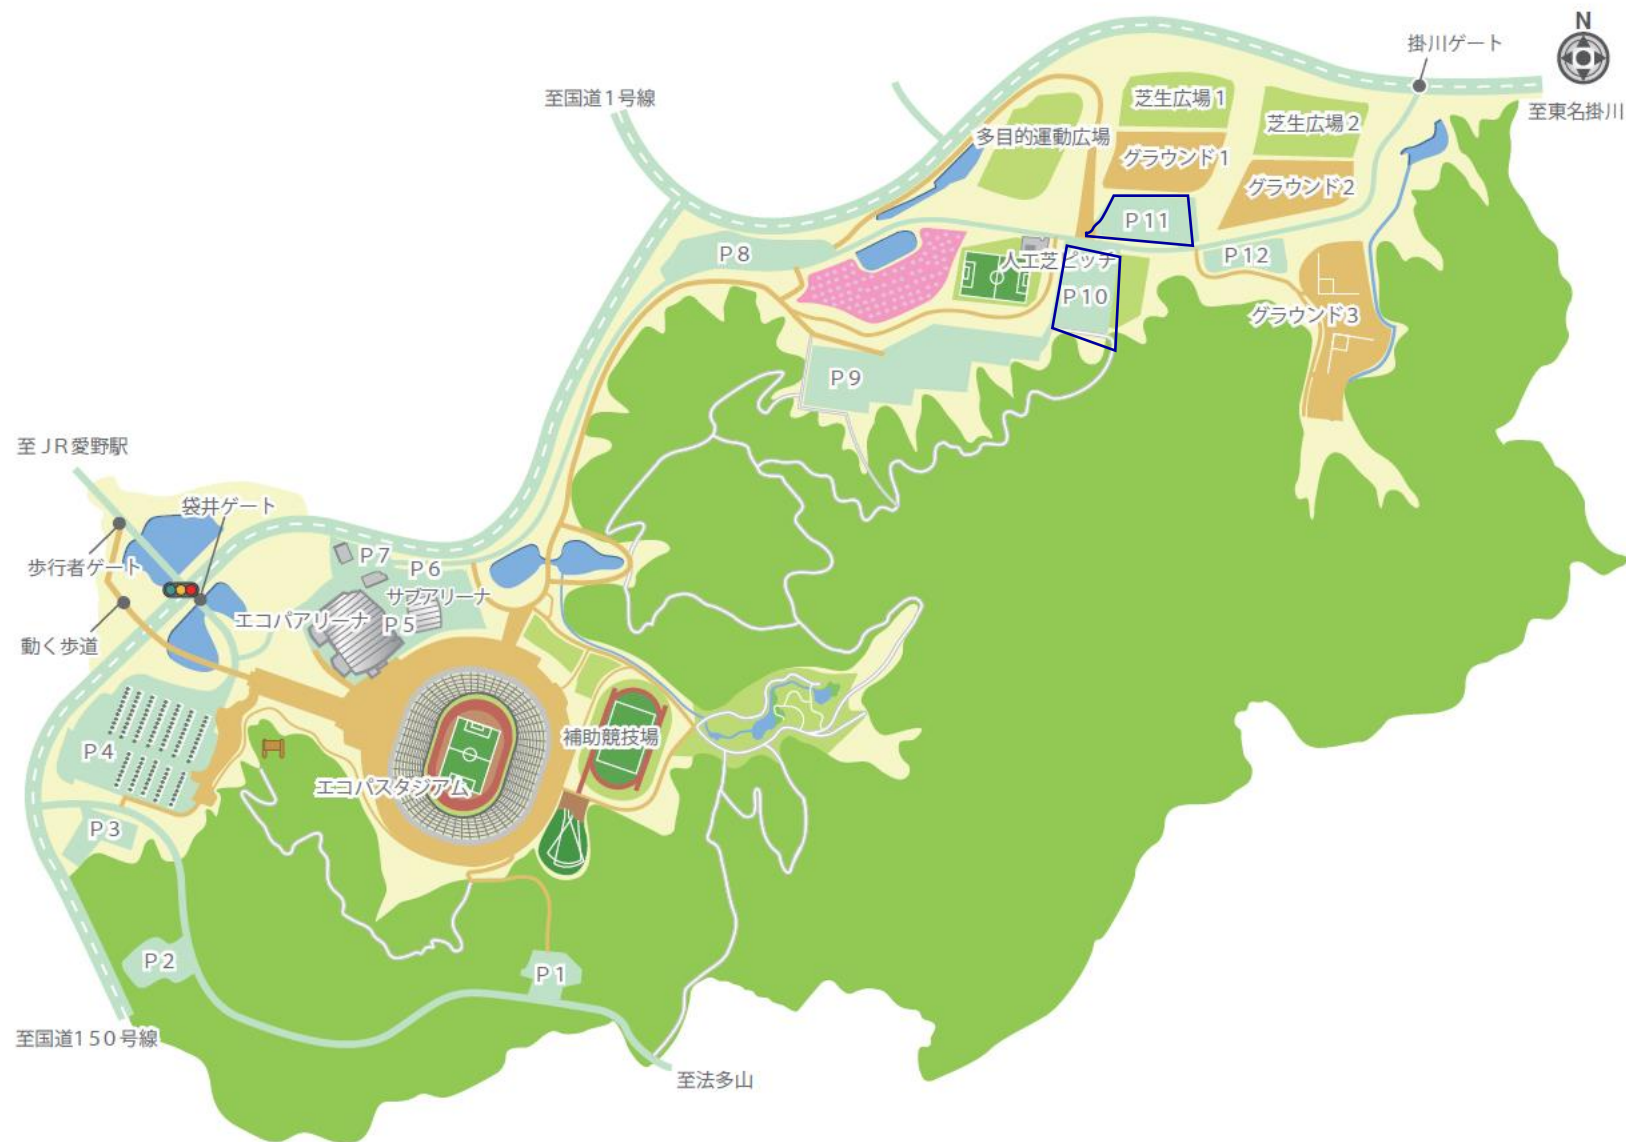 N
掛川ゲート
至東名掛川
至国道1号線
芝生広場1
芝生広場2
多目的運動広場
グラウンド1
グラウンド2
P11
P8
人工芝ピッチ
P12
P10
グラウンド3
P9
至JR愛野駅
袋井ゲート
歩行者ゲート
P7
P6
サブアリーナ
エコパアリーナ
P5
動く歩道
P4
補助競技場
エコパスタジアム
P3
P2
P1
至国道150号線
至法多山